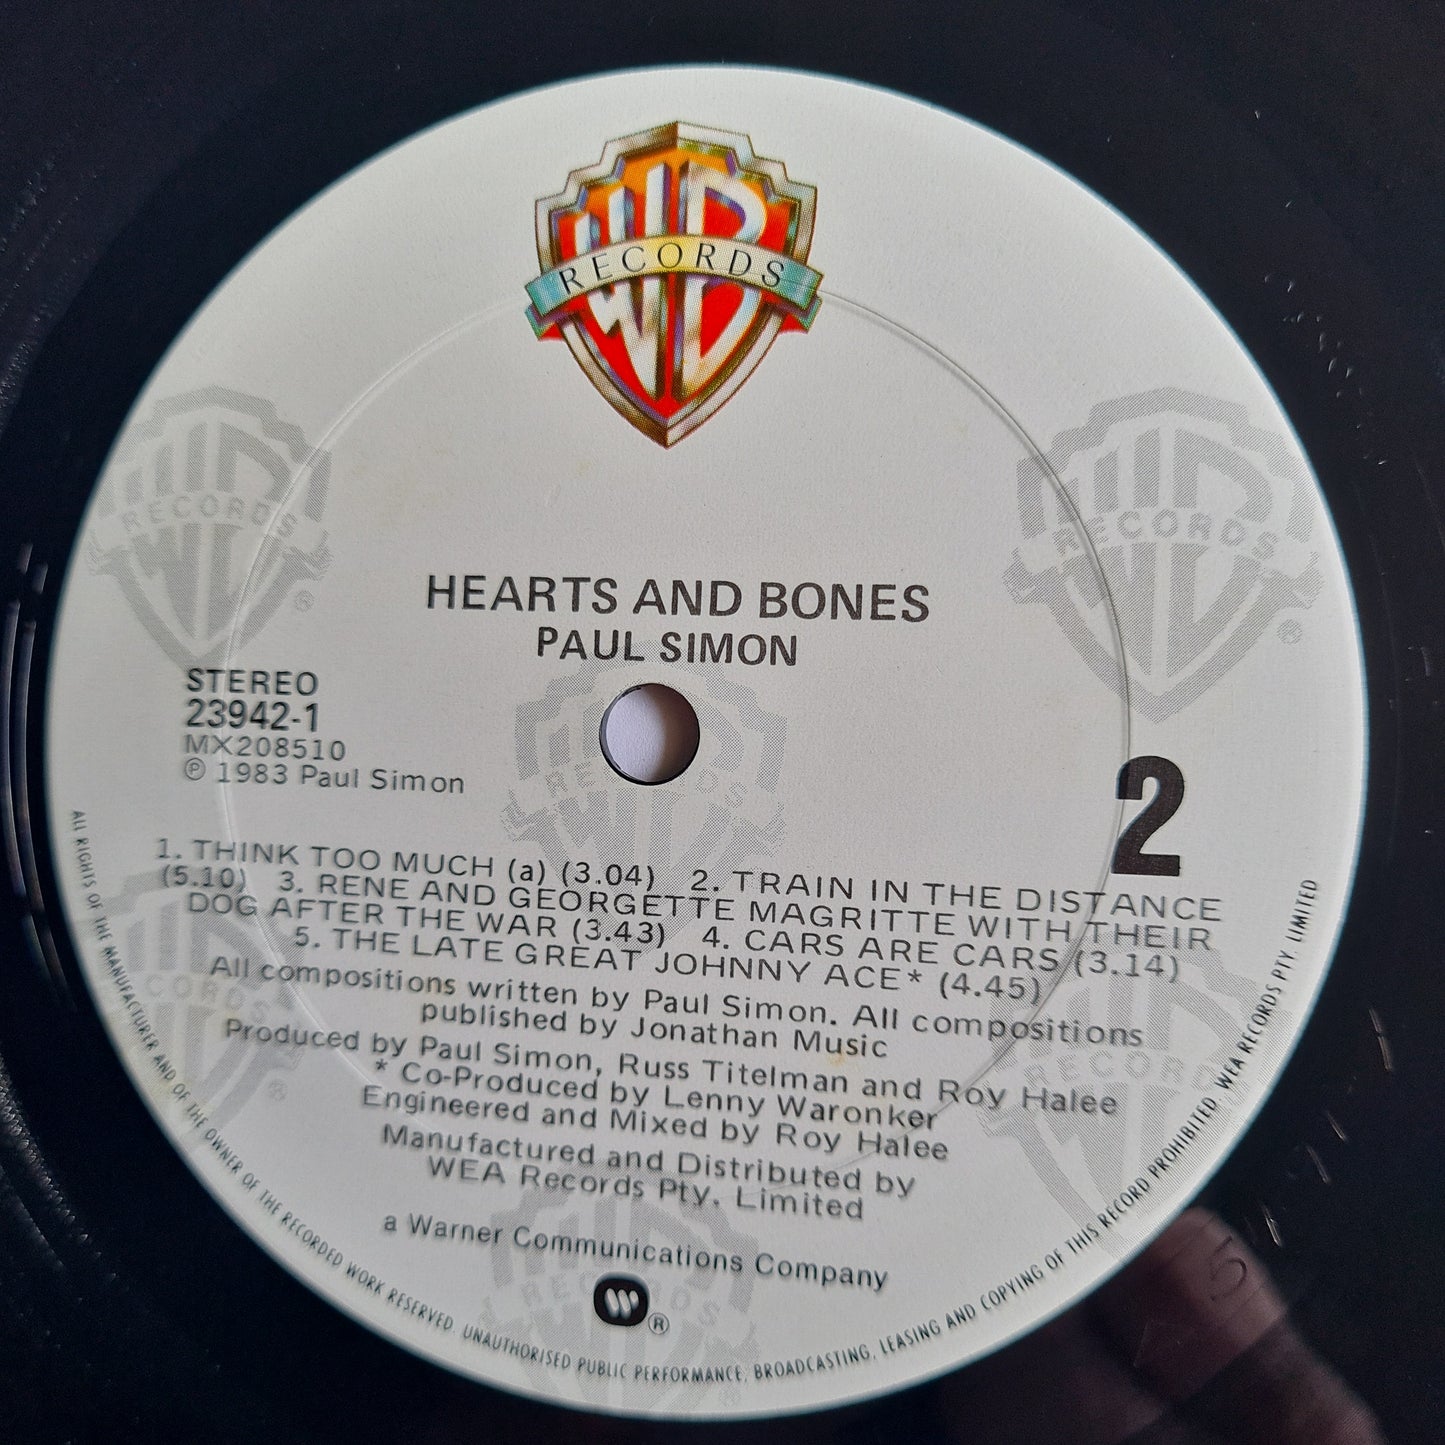 WB
RECORDS
RECORDS
RECORDS
®
®
HEARTS AND BONES
PAUL SIMON
STEREO
23942-1
MX208510
℗ 1983 Paul Simon
2
RECORDS
1. THINK TOO MUCH (a) (3.04) 2. TRAIN IN THE DISTANCE
(5.10) 3. RENE AND GEORGETTE MAGRITTE WITH THEIR
DOG AFTER THE WAR (3.43) 4. CARS ARE CARS (3.14)
5. THE LATE GREAT JOHNNY ACE* (4.45)
All compositions written by Paul Simon. All compositions
published by Jonathan Music
Produced by Paul Simon, Russ Titelman and Roy Halee
* Co-Produced by Lenny Waronker
Engineered and Mixed by Roy Halee
Manufactured and Distributed by
WEA Records Pty. Limited
a Warner Communications Company
®
ALL RIGHTS OF THE MANUFACTURER AND OF THE OWNER OF THE RECORDED WORK RESERVED. UNAUTHORISED PUBLIC PERFORMANCE, BROADCASTING, LEASING AND COPYING OF THIS RECORD PROHIBITED. WEA RECORDS PTY. LIMITED